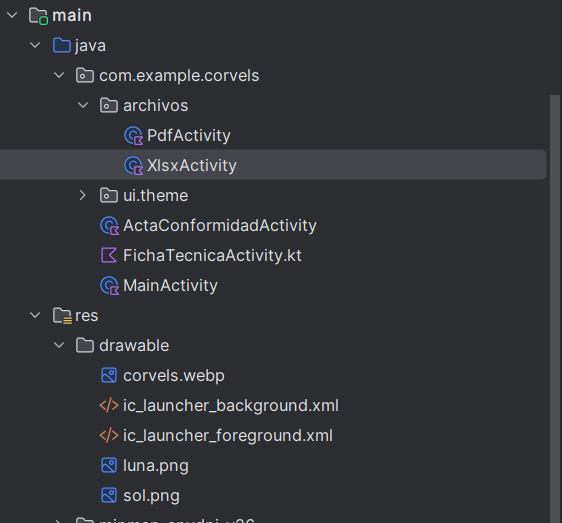 main
java
com.example.corvels
archivos
PdfActivity
XlsxActivity
ui.theme
ActaConformidadActivity
FichaTecnicaActivity.kt
MainActivity
res
drawable
corvels.webp
ic_launcher_background.xml
ic_launcher_foreground.xml
luna.png
sol.png